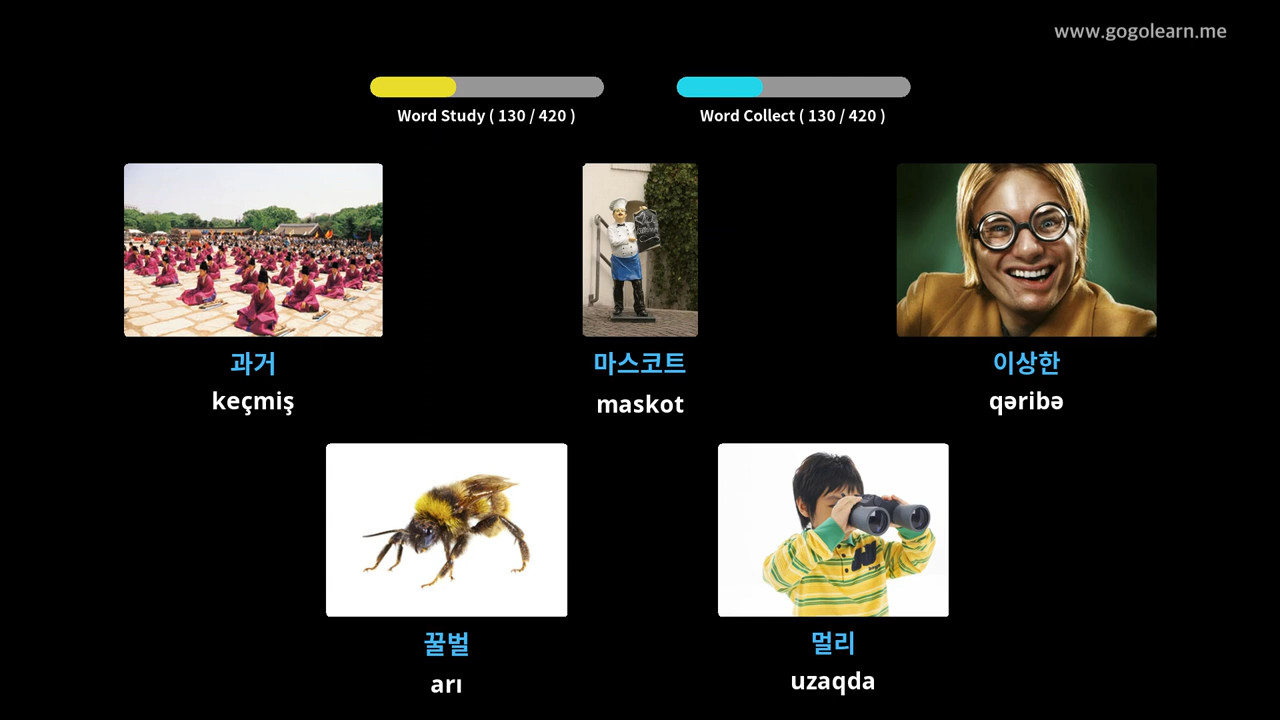 www.gogolearn.me
Word Study ( 130 / 420 )
Word Collect ( 130 / 420 )
과거
keçmiş
마스코트
maskot
이상한
qəribə
꿀벌
arı
멀리
uzaqda